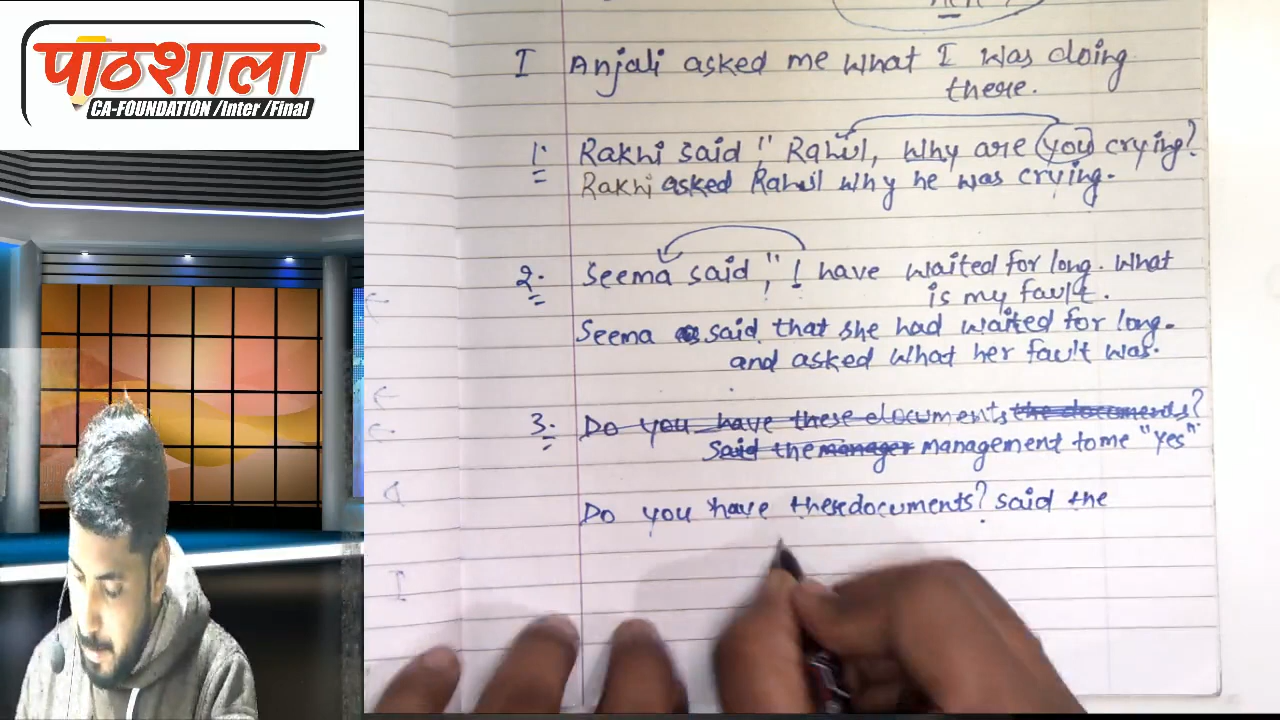 पाठशाला
CA-FOUNDATION /Inter /Final
I Anjali asked me what I was doing
there.
1. Rakhi said " Rahul, why are you crying?
Rakhi asked Rahul why he was crying.
2. Seema said, " I have waited for long. What
is my fault.
Seema said that she had waited for long.
and asked what her fault was.
3. Do you have these documents the documents?
Said the manager management to me "Yes".
Do you have these documents? said the